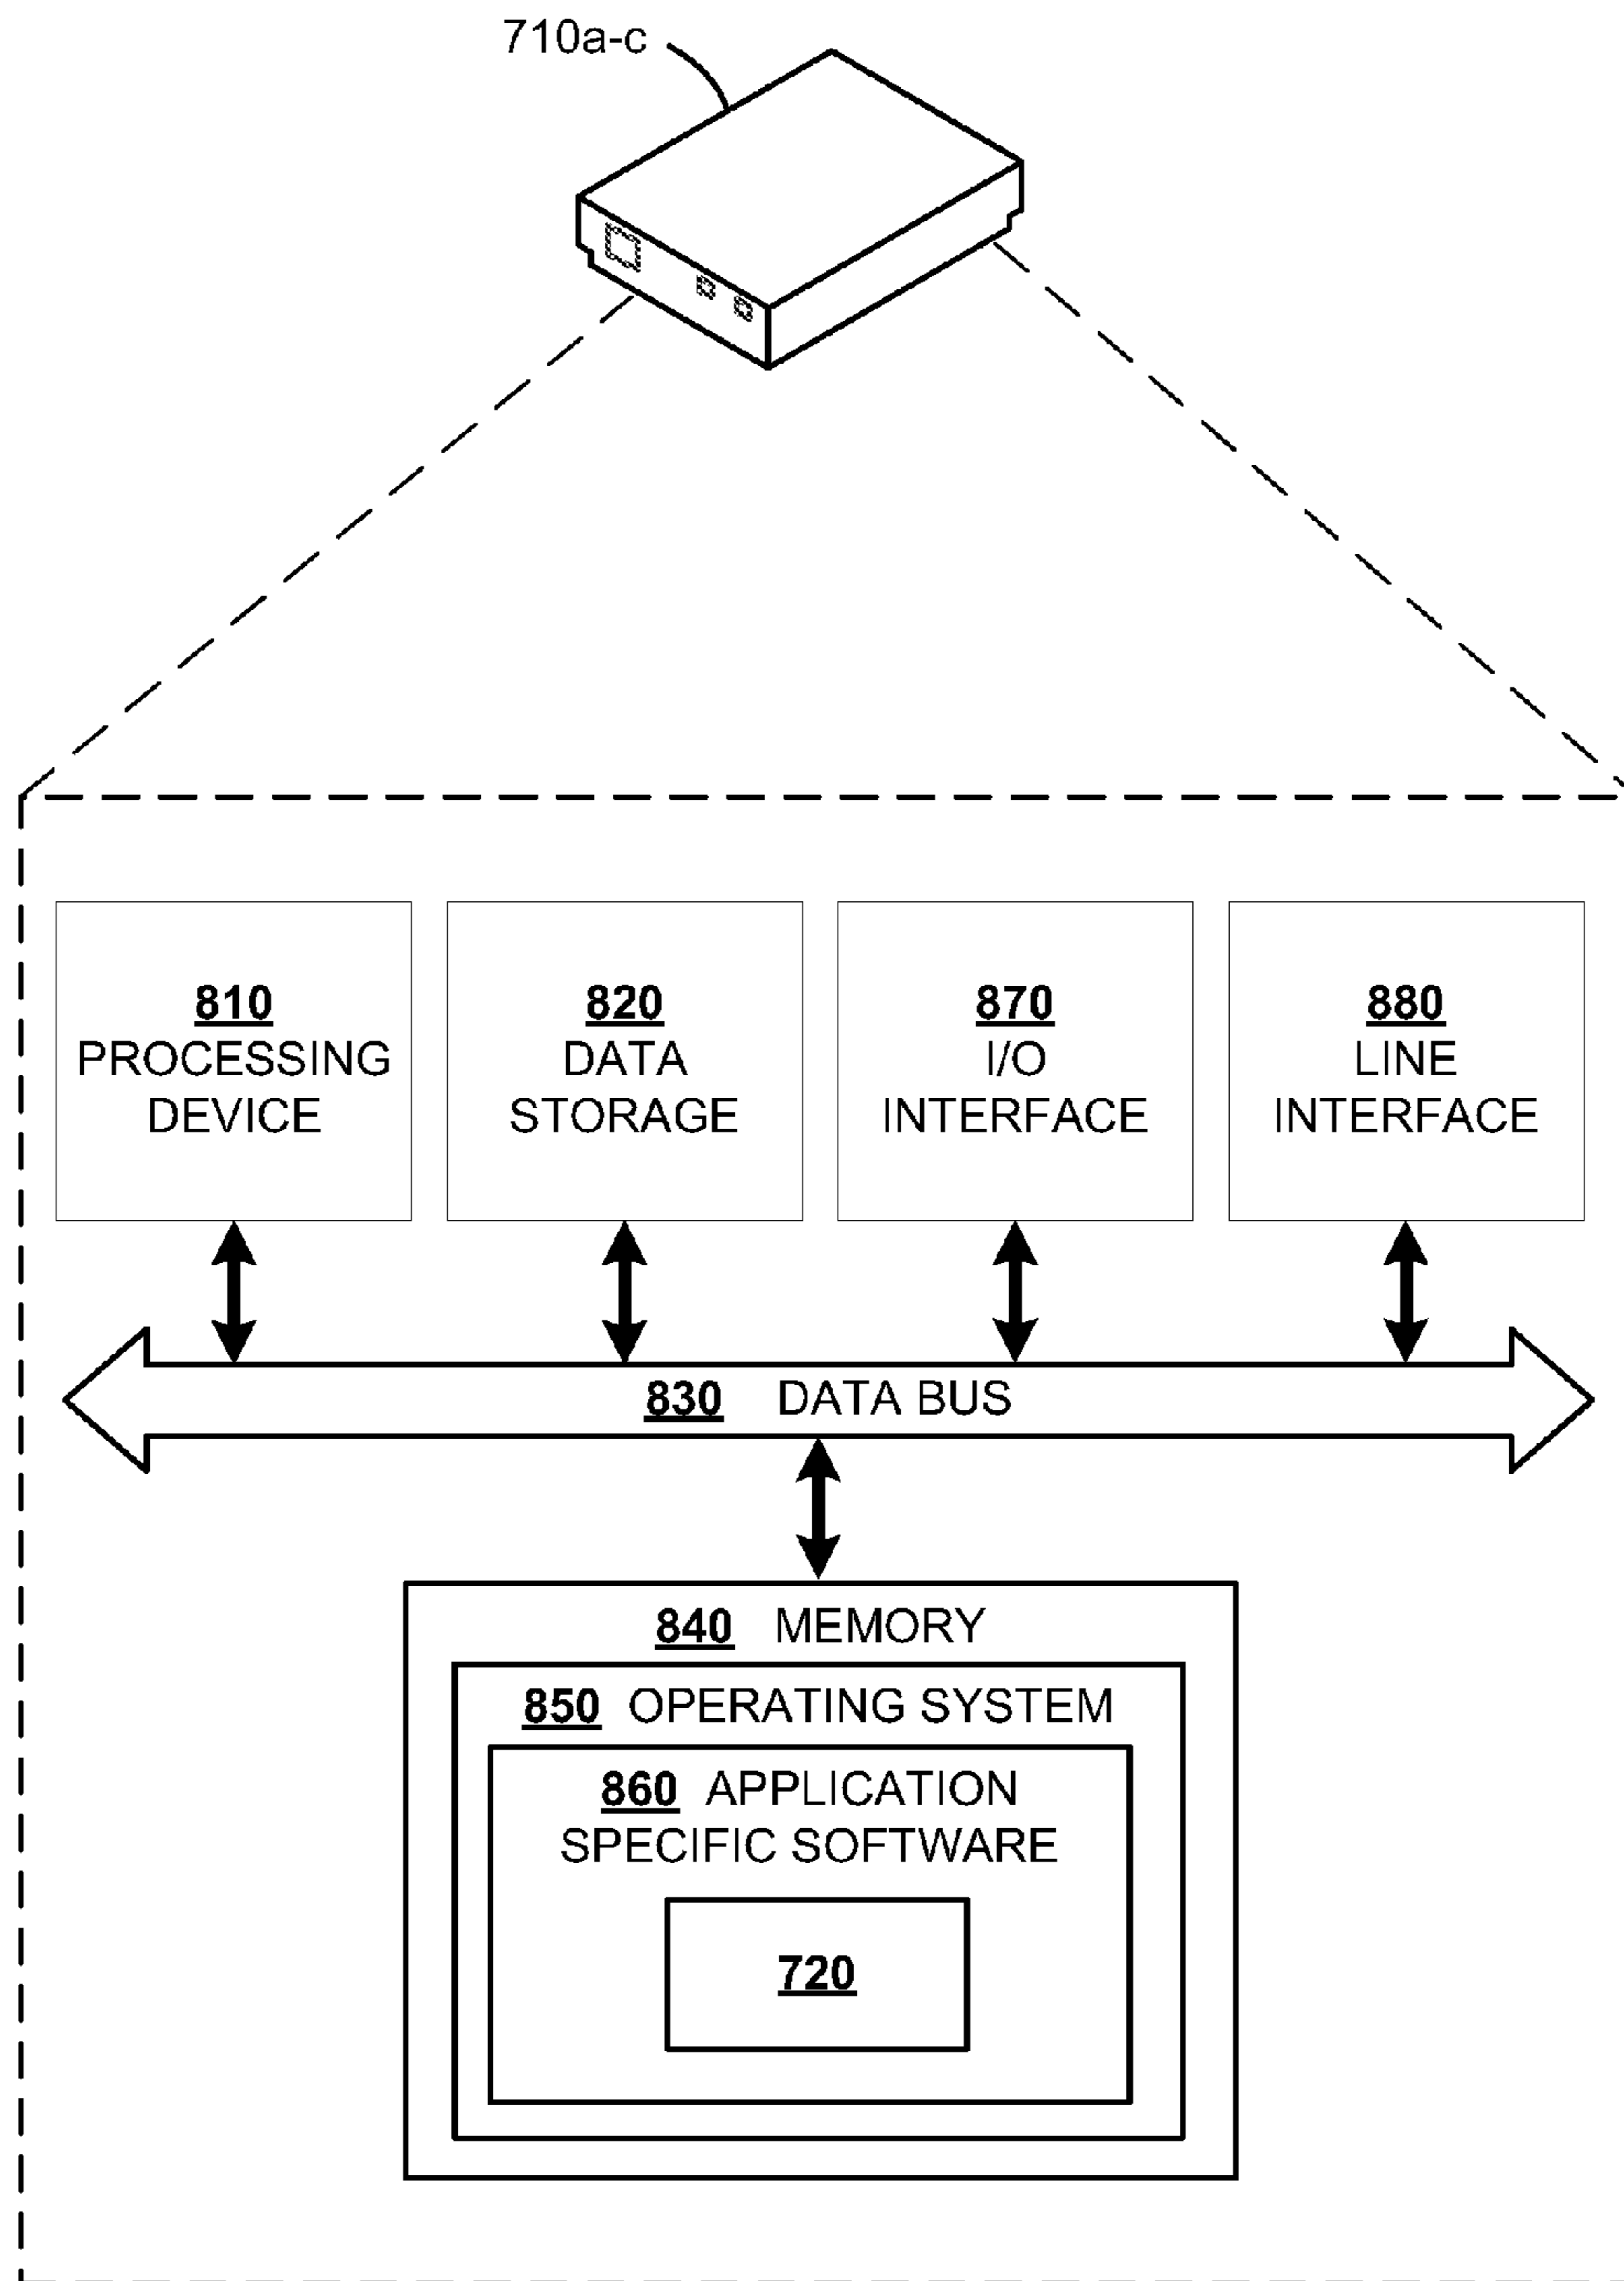 710a-c
810
PROCESSING
DEVICE
820
DATA
STORAGE
870
I/O
INTERFACE
880
LINE
INTERFACE
830 DATA BUS
840 MEMORY
850 OPERATING SYSTEM
860 APPLICATION
SPECIFIC SOFTWARE
720